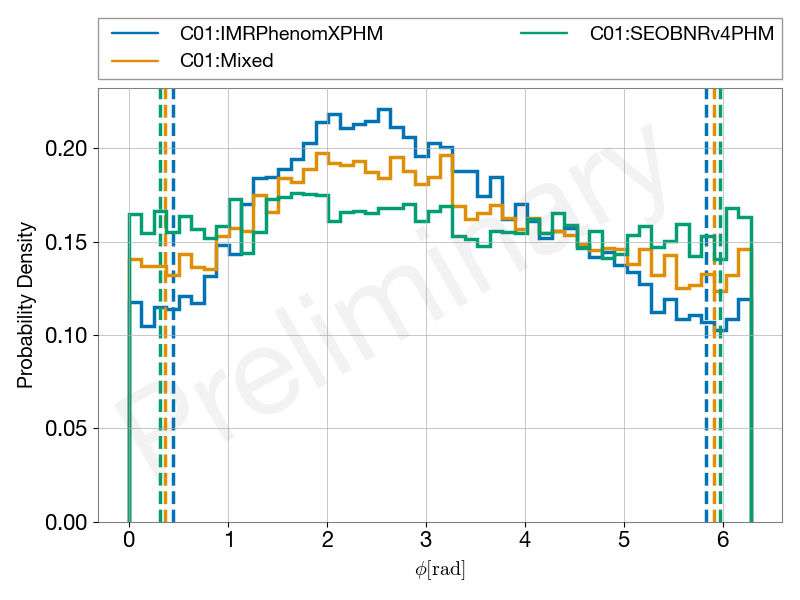 C01:IMRPhenomXPHM
C01:Mixed
C01:SEOBNRv4PHM
Probability Density
0.20
0.15
0.10
0.05
0.00
Preliminary
0 1 2 3 4 5 6
ϕ[rad]